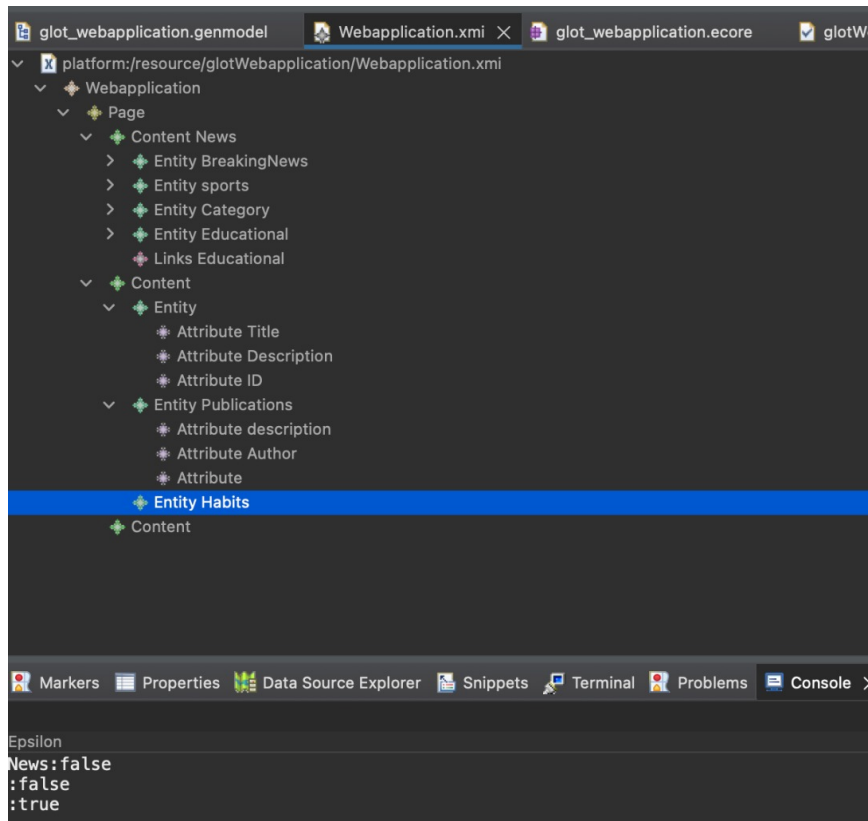 glot_webapplication.genmodel Webapplication.xmi glot_webapplication.ecore glotW
platform:/resource/glotWebapplication/Webapplication.xmi
Webapplication
Page
Content News
Entity BreakingNews
Entity sports
Entity Category
Entity Educational
Links Educational
Content
Entity
Attribute Title
Attribute Description
Attribute ID
Entity Publications
Attribute description
Attribute Author
Attribute
Entity Habits
Content
Markers Properties Data Source Explorer Snippets Terminal Problems Console
Epsilon
News:false
:false
:true